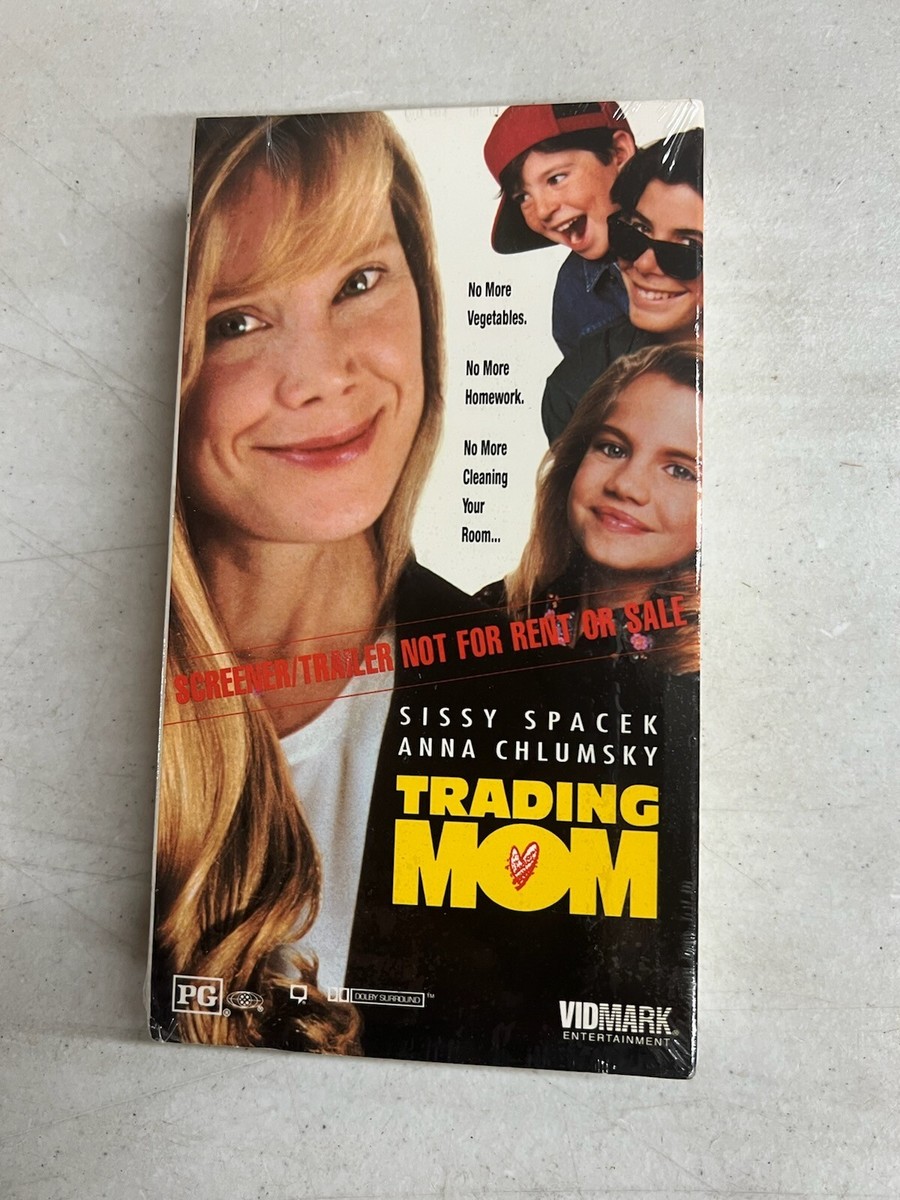 No More
Vegetables.
No More
Homework.
No More
Cleaning
Your
Room...
SCREENER/TRAILER NOT FOR RENT OR SALE
SISSY SPACEK
ANNA CHLUMSKY
TRADING
MOM
PG
®
®
DOLBY SURROUND™
VIDMARK®
ENTERTAINMENT